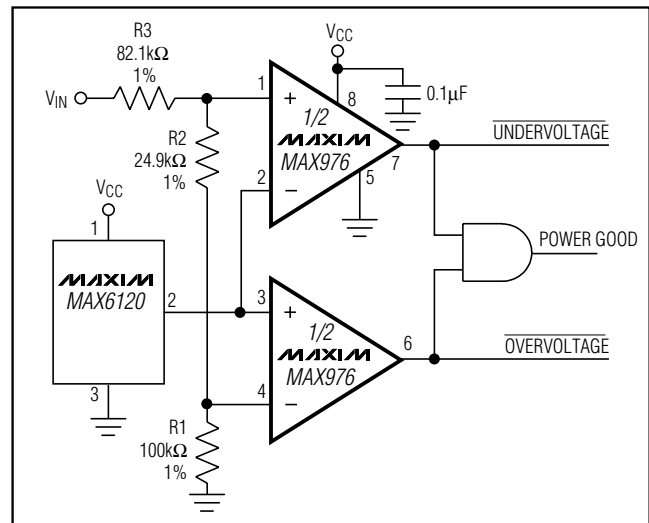 R3
82.1kΩ
1%
VIN
R2
24.9kΩ
1%
VCC
1
MAXIM
MAX6120
2
3
R1
100kΩ
1%
VCC
0.1µF
1
+
8
1/2
MAXIM
MAX976
7
2
−
5
UNDERVOLTAGE
POWER GOOD
3
+
1/2
MAXIM
MAX976
6
4
−
OVERVOLTAGE